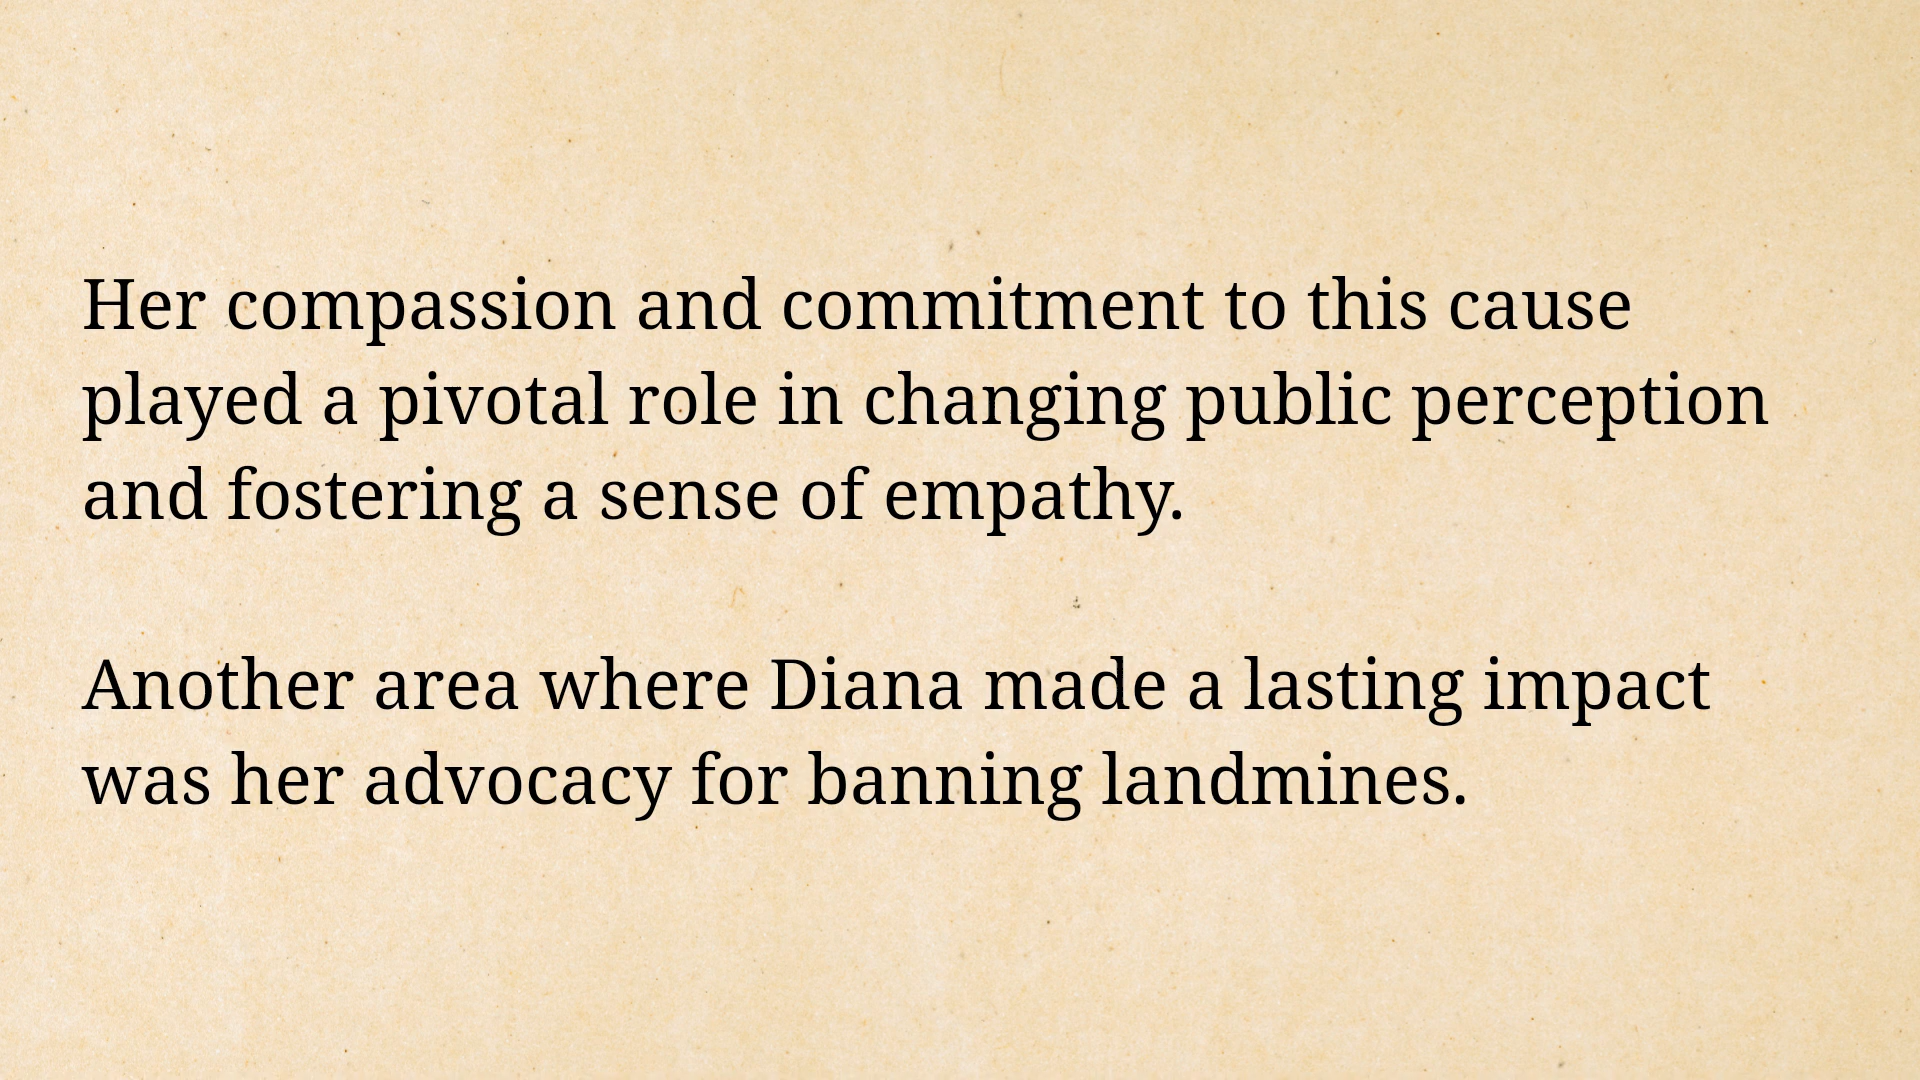 Her compassion and commitment to this cause
played a pivotal role in changing public perception
and fostering a sense of empathy.
Another area where Diana made a lasting impact
was her advocacy for banning landmines.